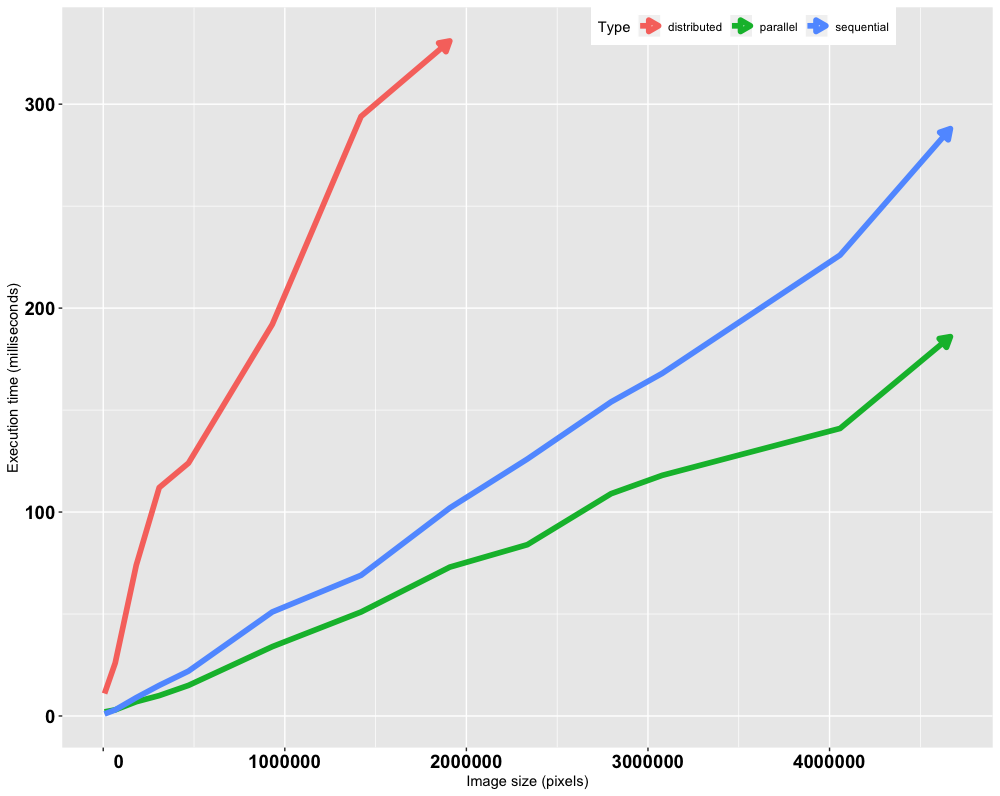 Type distributed parallel sequential
300
200
100
0
Execution time (milliseconds)
0 1000000 2000000 3000000 4000000
Image size (pixels)